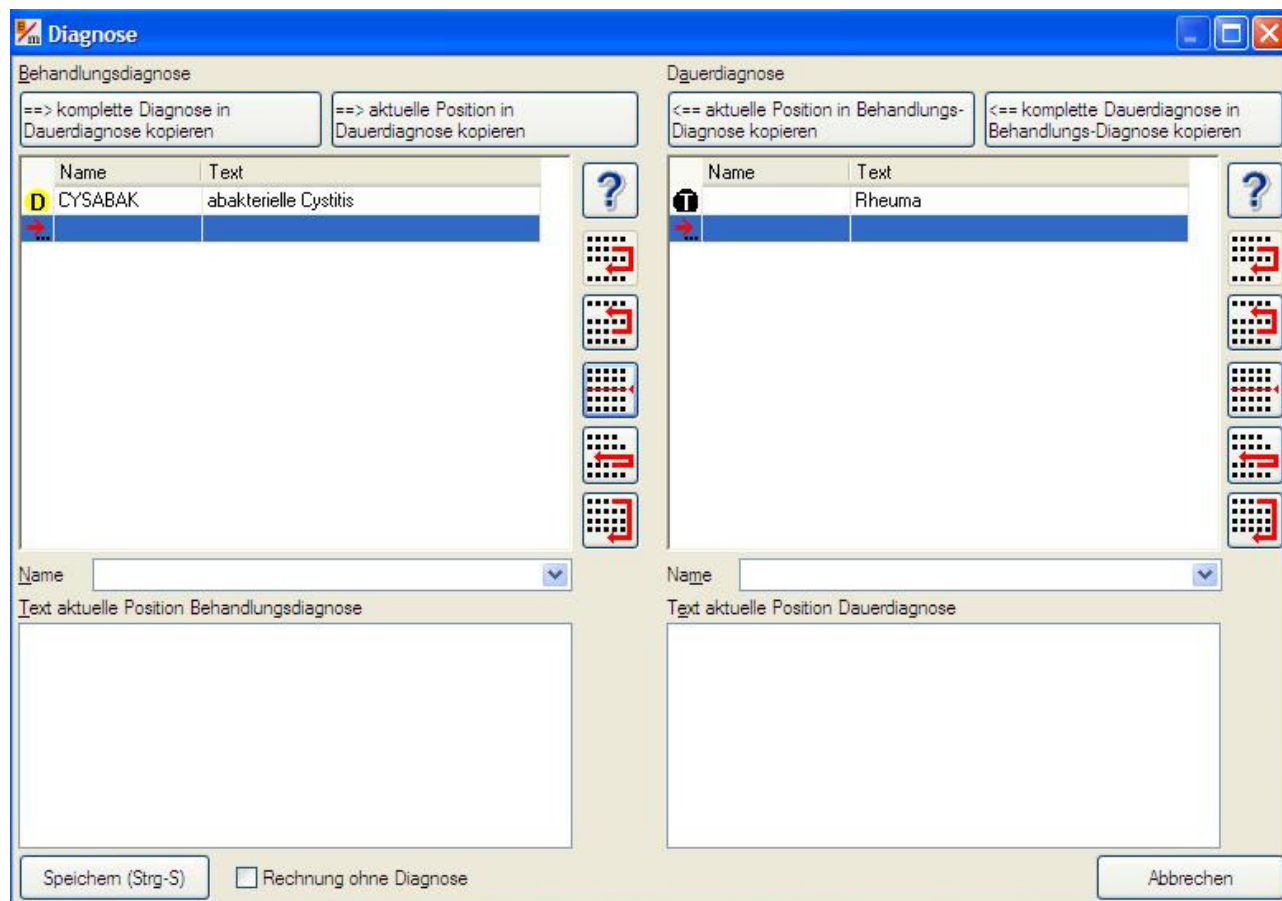 B/m Diagnose
Behandlungsdiagnose
==> komplette Diagnose in
Dauerdiagnose kopieren
==> aktuelle Position in
Dauerdiagnose kopieren
Name Text
D CYSABAK abakterielle Cystitis
?
Name
Text aktuelle Position Behandlungsdiagnose
Dauerdiagnose
<== aktuelle Position in Behandlungs-
Diagnose kopieren
<== komplette Dauerdiagnose in
Behandlungs-Diagnose kopieren
Name Text
T Rheuma
?
Name
Text aktuelle Position Dauerdiagnose
Speichern (Strg-S)
Rechnung ohne Diagnose
Abbrechen